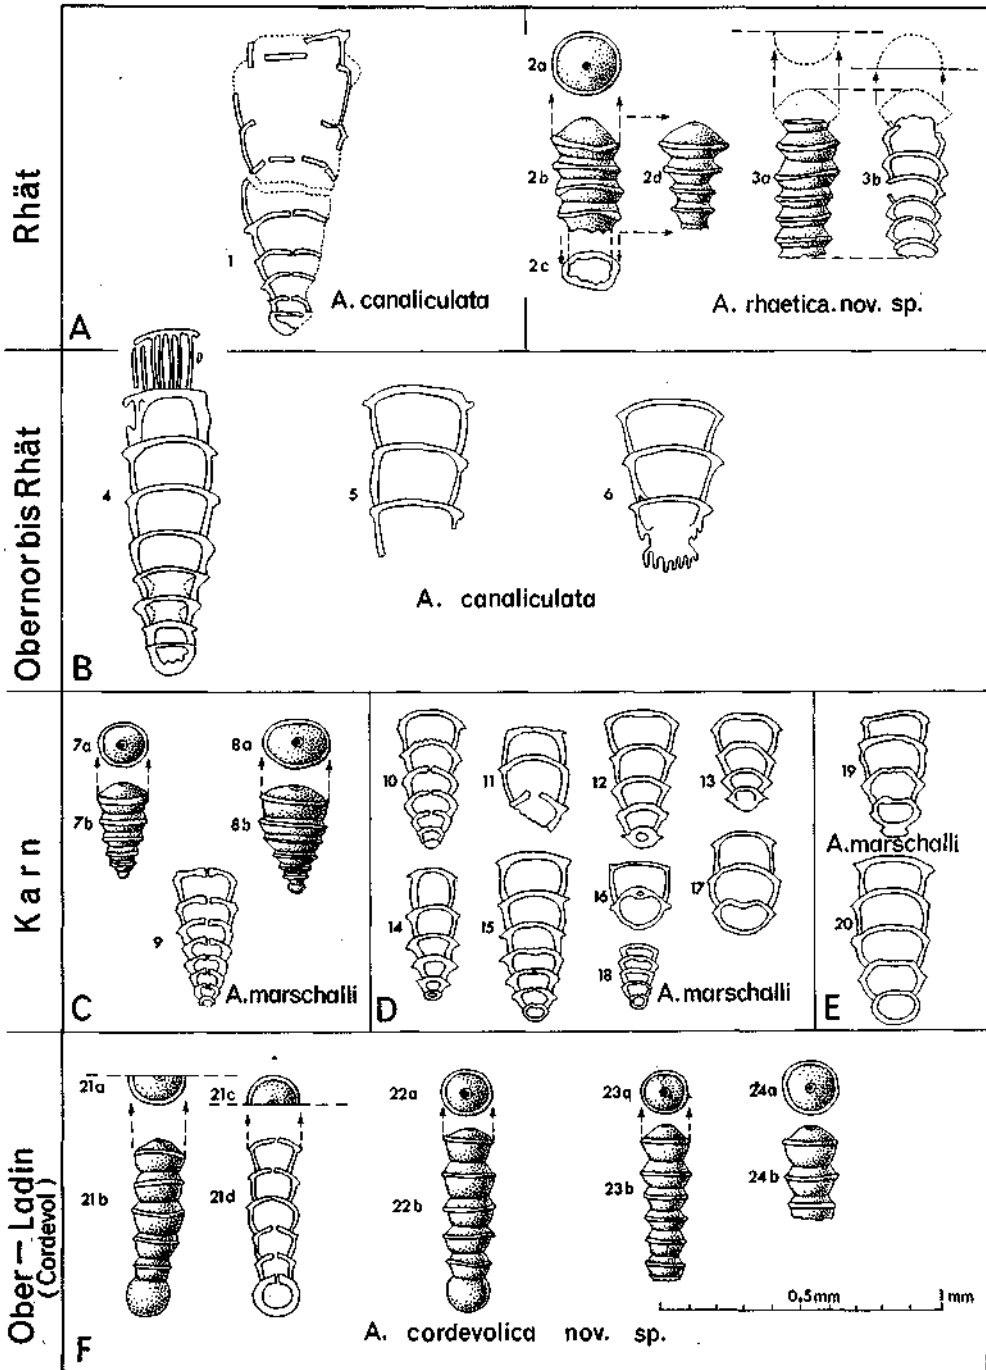 Rhät
1
A. canaliculata
A
2a
2b
2c
2d
3a
3b
A. rhaetica. nov. sp.
Obernorbis Rhät
4
5
6
A. canaliculata
B
Karn
7a
7b
8a
8b
9
A. marschalli
C
10
11
12
13
14
15
16
17
18
A. marschalli
D
19
A. marschalli
20
E
Ober — Ladin
(Cordevol)
21a
21b
21c
21d
22a
22b
23a
23b
24a
24b
0,5mm
1 mm
A. cordevolica nov. sp.
F